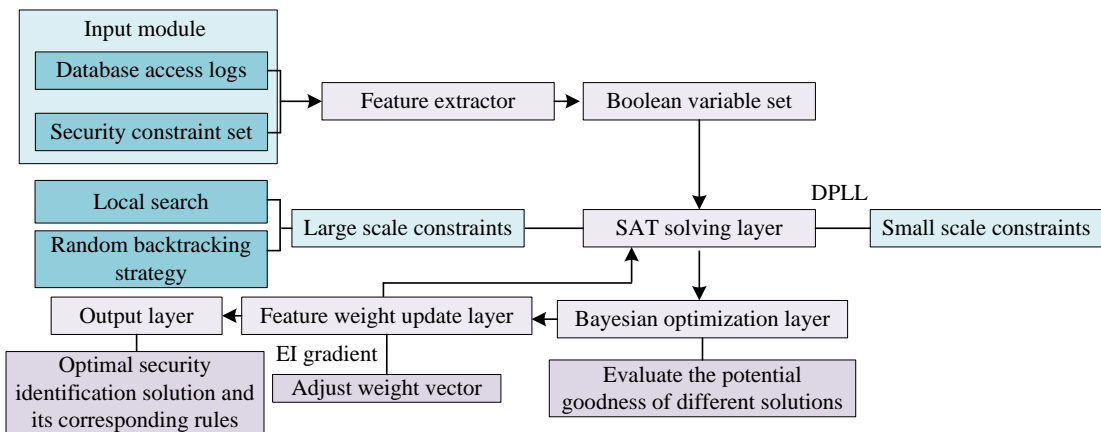 Input module
Database access logs
Security constraint set
Feature extractor
Boolean variable set
Local search
Random backtracking
strategy
Large scale constraints
SAT solving layer
DPLL
Small scale constraints
Output layer
Feature weight update layer
Bayesian optimization layer
Optimal security
identification solution and
its corresponding rules
EI gradient
Adjust weight vector
Evaluate the potential
goodness of different solutions